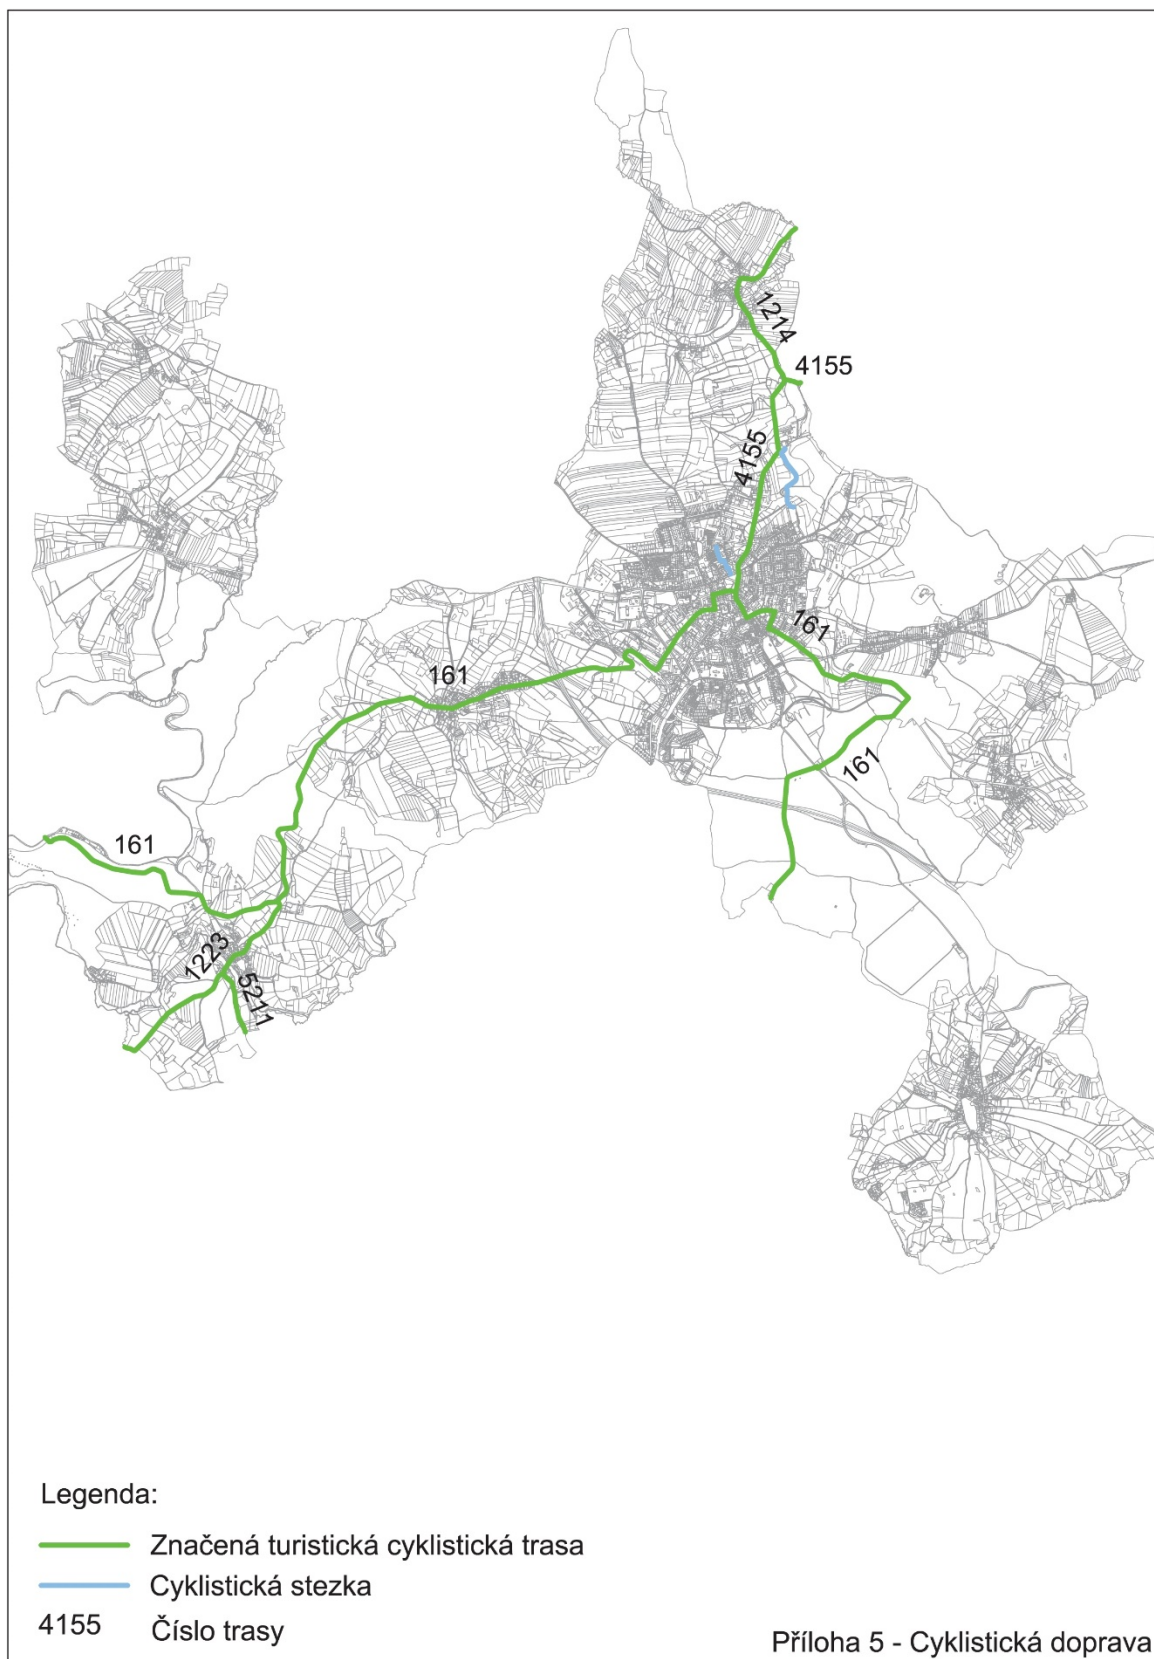 1214
4155
4155
161
161
161
161
1223
5211
Legenda:
Značená turistická cyklistická trasa
Cyklistická stezka
4155 Číslo trasy
Příloha 5 - Cyklistická doprava